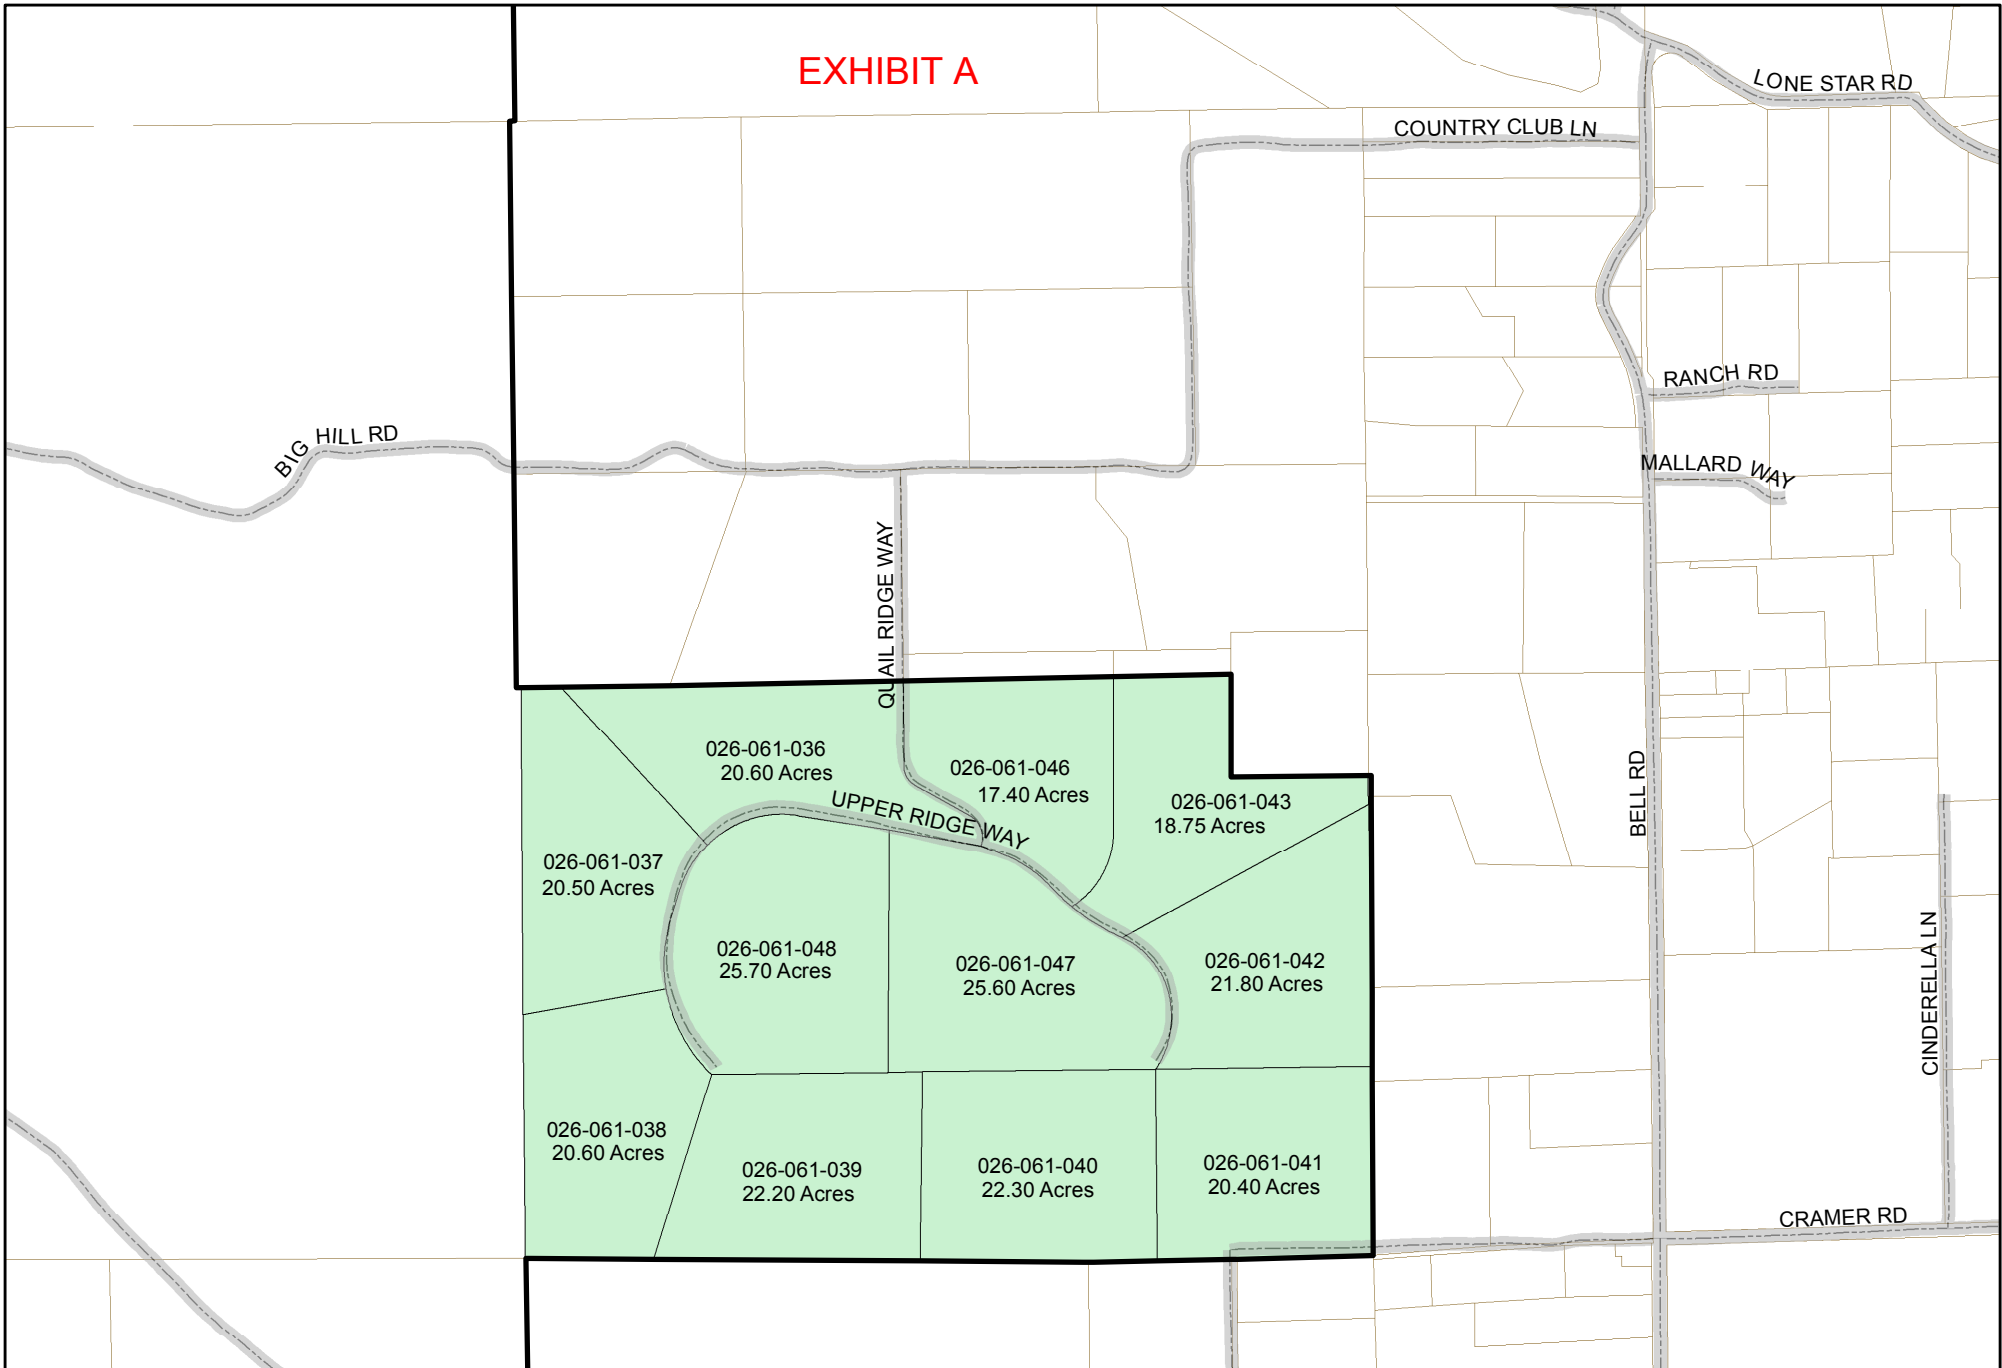 EXHIBIT A
LONE STAR RD
COUNTRY CLUB LN
RANCH RD
BIG HILL RD
MALLARD WAY
QUAIL RIDGE WAY
026-061-036
20.60 Acres
026-061-046
17.40 Acres
026-061-043
18.75 Acres
UPPER RIDGE WAY
BELL RD
026-061-037
20.50 Acres
026-061-048
25.70 Acres
026-061-047
25.60 Acres
026-061-042
21.80 Acres
CINDERELLA LN
026-061-038
20.60 Acres
026-061-039
22.20 Acres
026-061-040
22.30 Acres
026-061-041
20.40 Acres
CRAMER RD